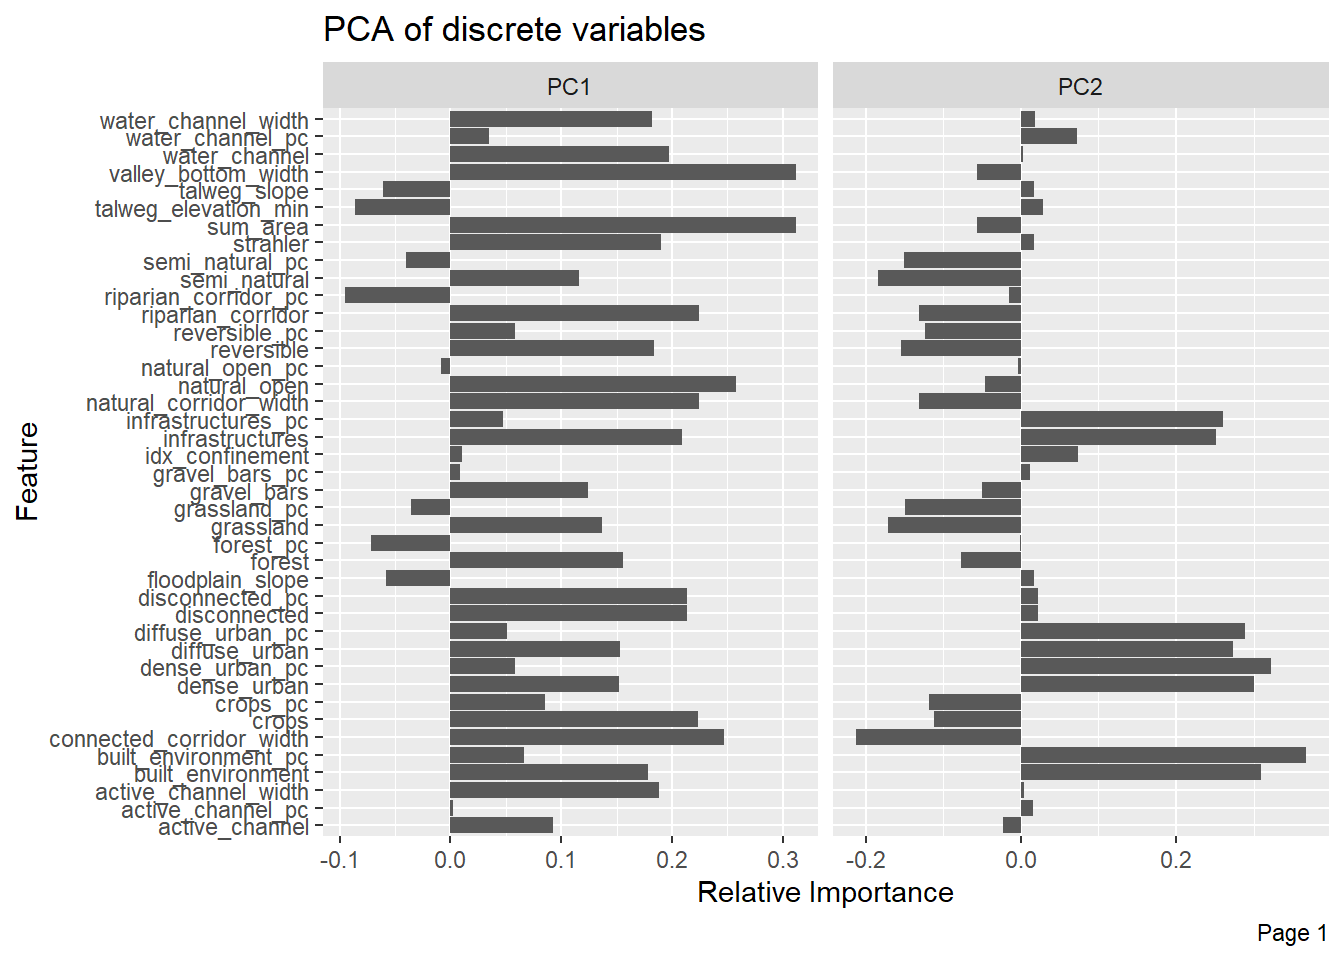 PCA of discrete variables
PC1 PC2
water_channel_width
water_channel_pc
water_channel
valley_bottom_width
talweg_slope
talweg_elevation_min
sum_area
strahler
semi_natural_pc
semi_natural
riparian_corridor_pc
riparian_corridor
reversible_pc
reversible
natural_open_pc
natural_open
natural_corridor_width
infrastructures_pc
infrastructures
idx_confinement
gravel_bars_pc
gravel_bars
grassland_pc
grassland
forest_pc
forest
floodplain_slope
disconnected_pc
disconnected
diffuse_urban_pc
diffuse_urban
dense_urban_pc
dense_urban
crops_pc
crops
connected_corridor_width
built_environment_pc
built_environment
active_channel_width
active_channel_pc
active_channel
Feature
-0.1 0.0 0.1 0.2 0.3 -0.2 0.0 0.2
Relative Importance
Page 1